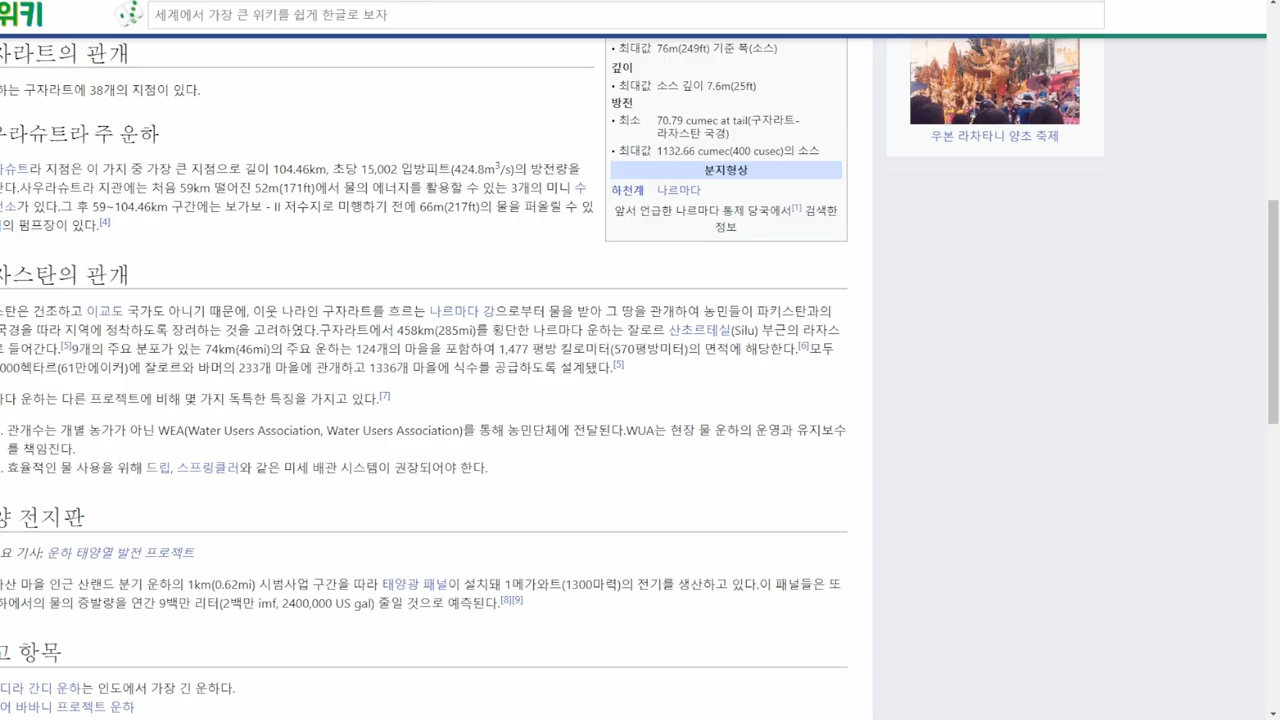 위키
세계에서 가장 큰 위키를 쉽게 한글로 보자
자라트의 관개
하는 구자라트에 38개의 지점이 있다.
우라슈트라 주 운하
슈트라 지점은 이 가지 중 가장 큰 지점으로 길이 104.46km, 초당 15,002 입방피트(424.8m3/s)의 방전량을
다.사우라슈트라 지관에는 처음 59km 떨어진 52m(171ft)에서 물의 에너지를 활용할 수 있는 3개의 미니 수
소가 있다.그 후 59~104.46km 구간에는 보가보 - II 저수지로 미행하기 전에 66m(217ft)의 물을 퍼올릴 수 있
의 펌프장이 있다.[4]
• 최대값 76m(249ft) 기준 폭(소스)
깊이
• 최대값 소스 깊이 7.6m(25ft)
방전
• 최소 70.79 cumec at tail(구자라트-
라자스탄 국경)
• 최대값 1132.66 cumec(400 cusec)의 소스
분지형상
하천계 나르마다
앞서 언급한 나르마다 통제 당국에서[1] 검색한
정보
우본 라차타니 양초 축제
자스탄의 관개
스탄은 건조하고 이교도 국가도 아니기 때문에, 이웃 나라인 구자라트를 흐르는 나르마다 강으로부터 물을 받아 그 땅을 관개하여 농민들이 파키스탄과의
국경을 따라 지역에 정착하도록 장려하는 것을 고려하였다.구자라트에서 458km(285mi)를 횡단한 나르마다 운하는 잘로르 산초르테실(Silu) 부근의 라자스
로 들어간다.[5]9개의 주요 분포가 있는 74km(46mi)의 주요 운하는 124개의 마을을 포함하여 1,477 평방 킬로미터(570평방미터)의 면적에 해당한다.[6]모두
000헥타르(61만에이커)에 잘로르와 바머의 233개 마을에 관개하고 1336개 마을에 식수를 공급하도록 설계됐다.[5]
다 운하는 다른 프로젝트에 비해 몇 가지 독특한 특징을 가지고 있다.[7]
. 관개수는 개별 농가가 아닌 WEA(Water Users Association, Water Users Association)를 통해 농민단체에 전달된다.WUA는 현장 물 운하의 운영과 유지보수
를 책임진다.
. 효율적인 물 사용을 위해 드립, 스프링클러와 같은 미세 배관 시스템이 권장되어야 한다.
양 전지판
요 기사: 운하 태양열 발전 프로젝트
산 마을 인근 산랜드 분기 운하의 1km(0.62mi) 시범사업 구간을 따라 태양광 패널이 설치돼 1메가와트(1300마력)의 전기를 생산하고 있다.이 패널들은 또
하에서의 물의 증발량을 연간 9백만 리터(2백만 imf, 2400,000 US gal) 줄일 것으로 예측된다.[8][9]
고 항목
디라 간디 운하는 인도에서 가장 긴 운하다.
어 바바니 프로젝트 운하